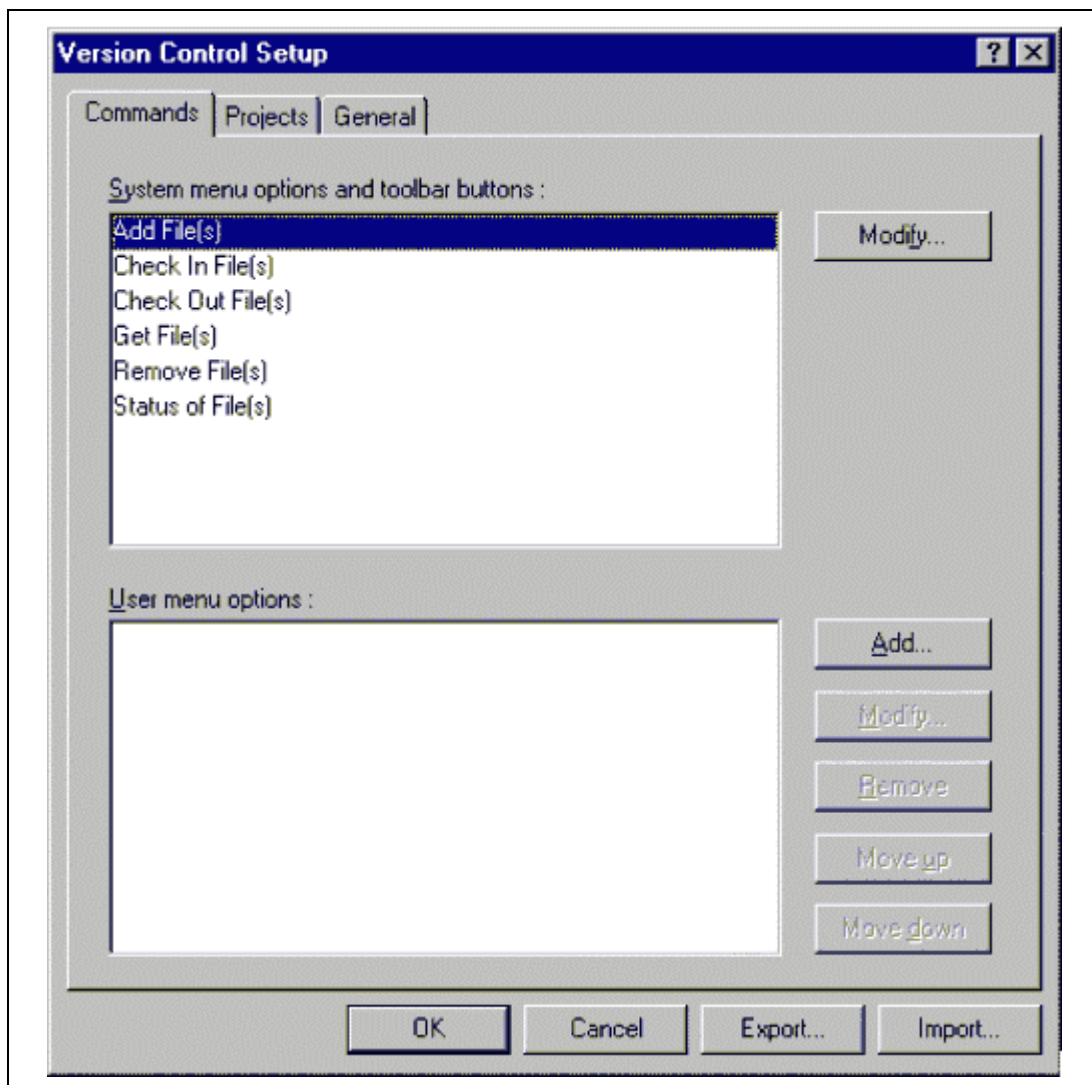 Version Control Setup
Commands Projects General
System menu options and toolbar buttons :
Add File(s)
Modify...
Check In File(s)
Check Out File(s)
Get File(s)
Remove File(s)
Status of File(s)
User menu options :
Add...
Modify...
Remove
Move up
Move down
OK Cancel Export... Import...